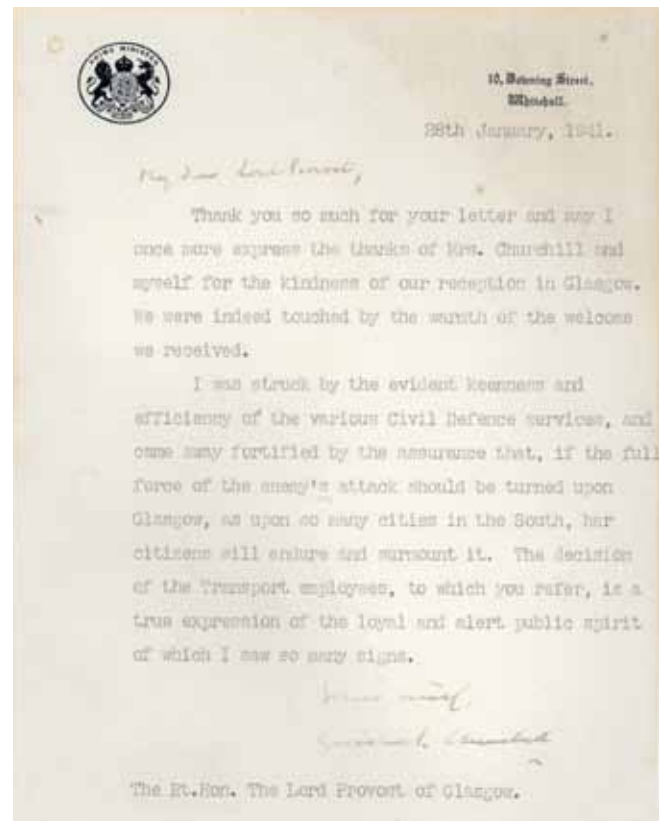 PRIME MINISTER
10, Downing Street,
Whitehall.
28th January, 1941.
My dear Lord Provost,
Thank you so much for your letter and may I
once more express the thanks of Mrs. Churchill and
myself for the kindness of our reception in Glasgow.
We were indeed touched by the warmth of the welcome
we received.
I was struck by the evident keenness and
efficiency of the various Civil Defence services, and
came away fortified by the assurance that, if the full
force of the enemy's attack should be turned upon
Glasgow, as upon so many cities in the South, her
citizens will endure and surmount it. The decision
of the Transport employees, to which you refer, is a
true expression of the loyal and alert public spirit
of which I saw so many signs.
Winston S. Churchill
The Rt.Hon. The Lord Provost of Glasgow.